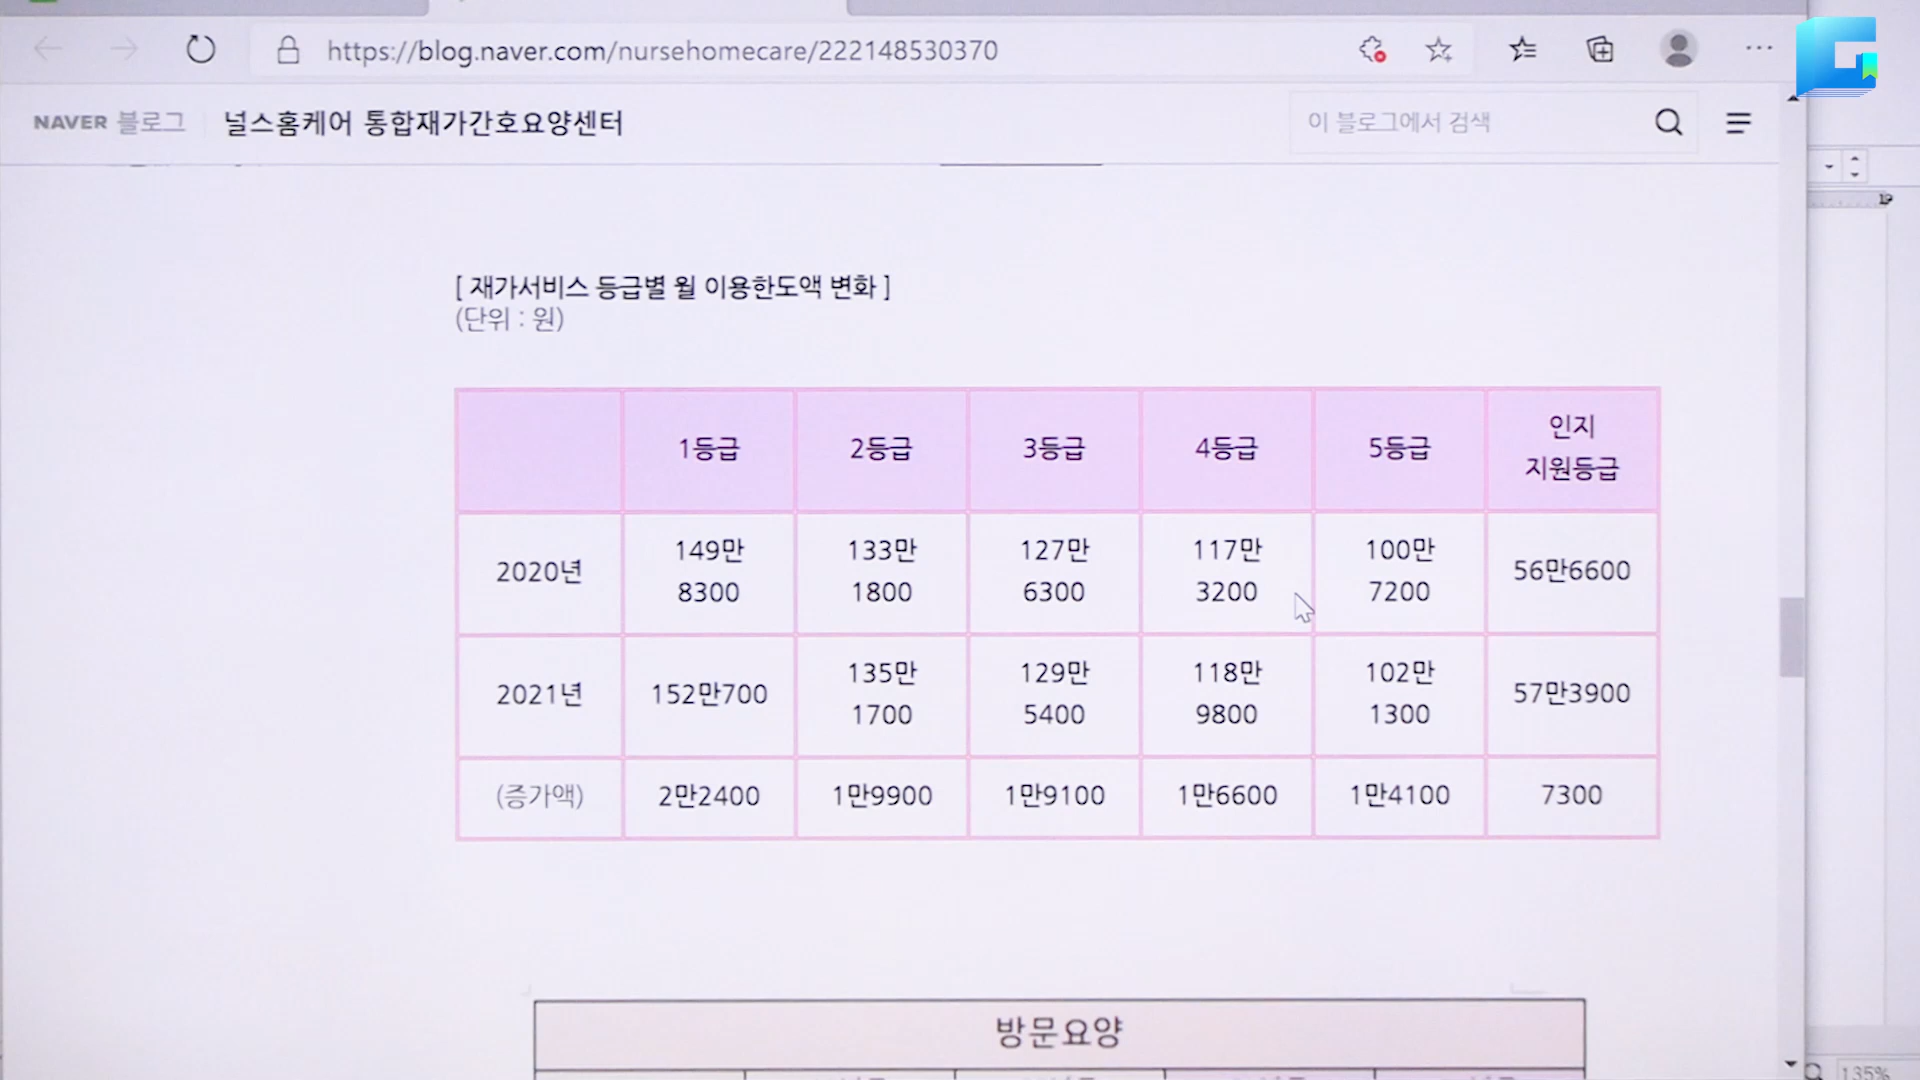 https://blog.naver.com/nursehomecare/222148530370
NAVER 블로그 널스홈케어 통합재가간호요양센터 이 블로그에서 검색
[ 재가서비스 등급별 월 이용한도액 변화 ]
(단위 : 원)
1등급 2등급 3등급 4등급 5등급 인지
지원등급
2020년 149만
8300 133만
1800 127만
6300 117만
3200 100만
7200 56만6600
2021년 152만700 135만
1700 129만
5400 118만
9800 102만
1300 57만3900
(증가액) 2만2400 1만9900 1만9100 1만6600 1만4100 7300
방문요양
135%